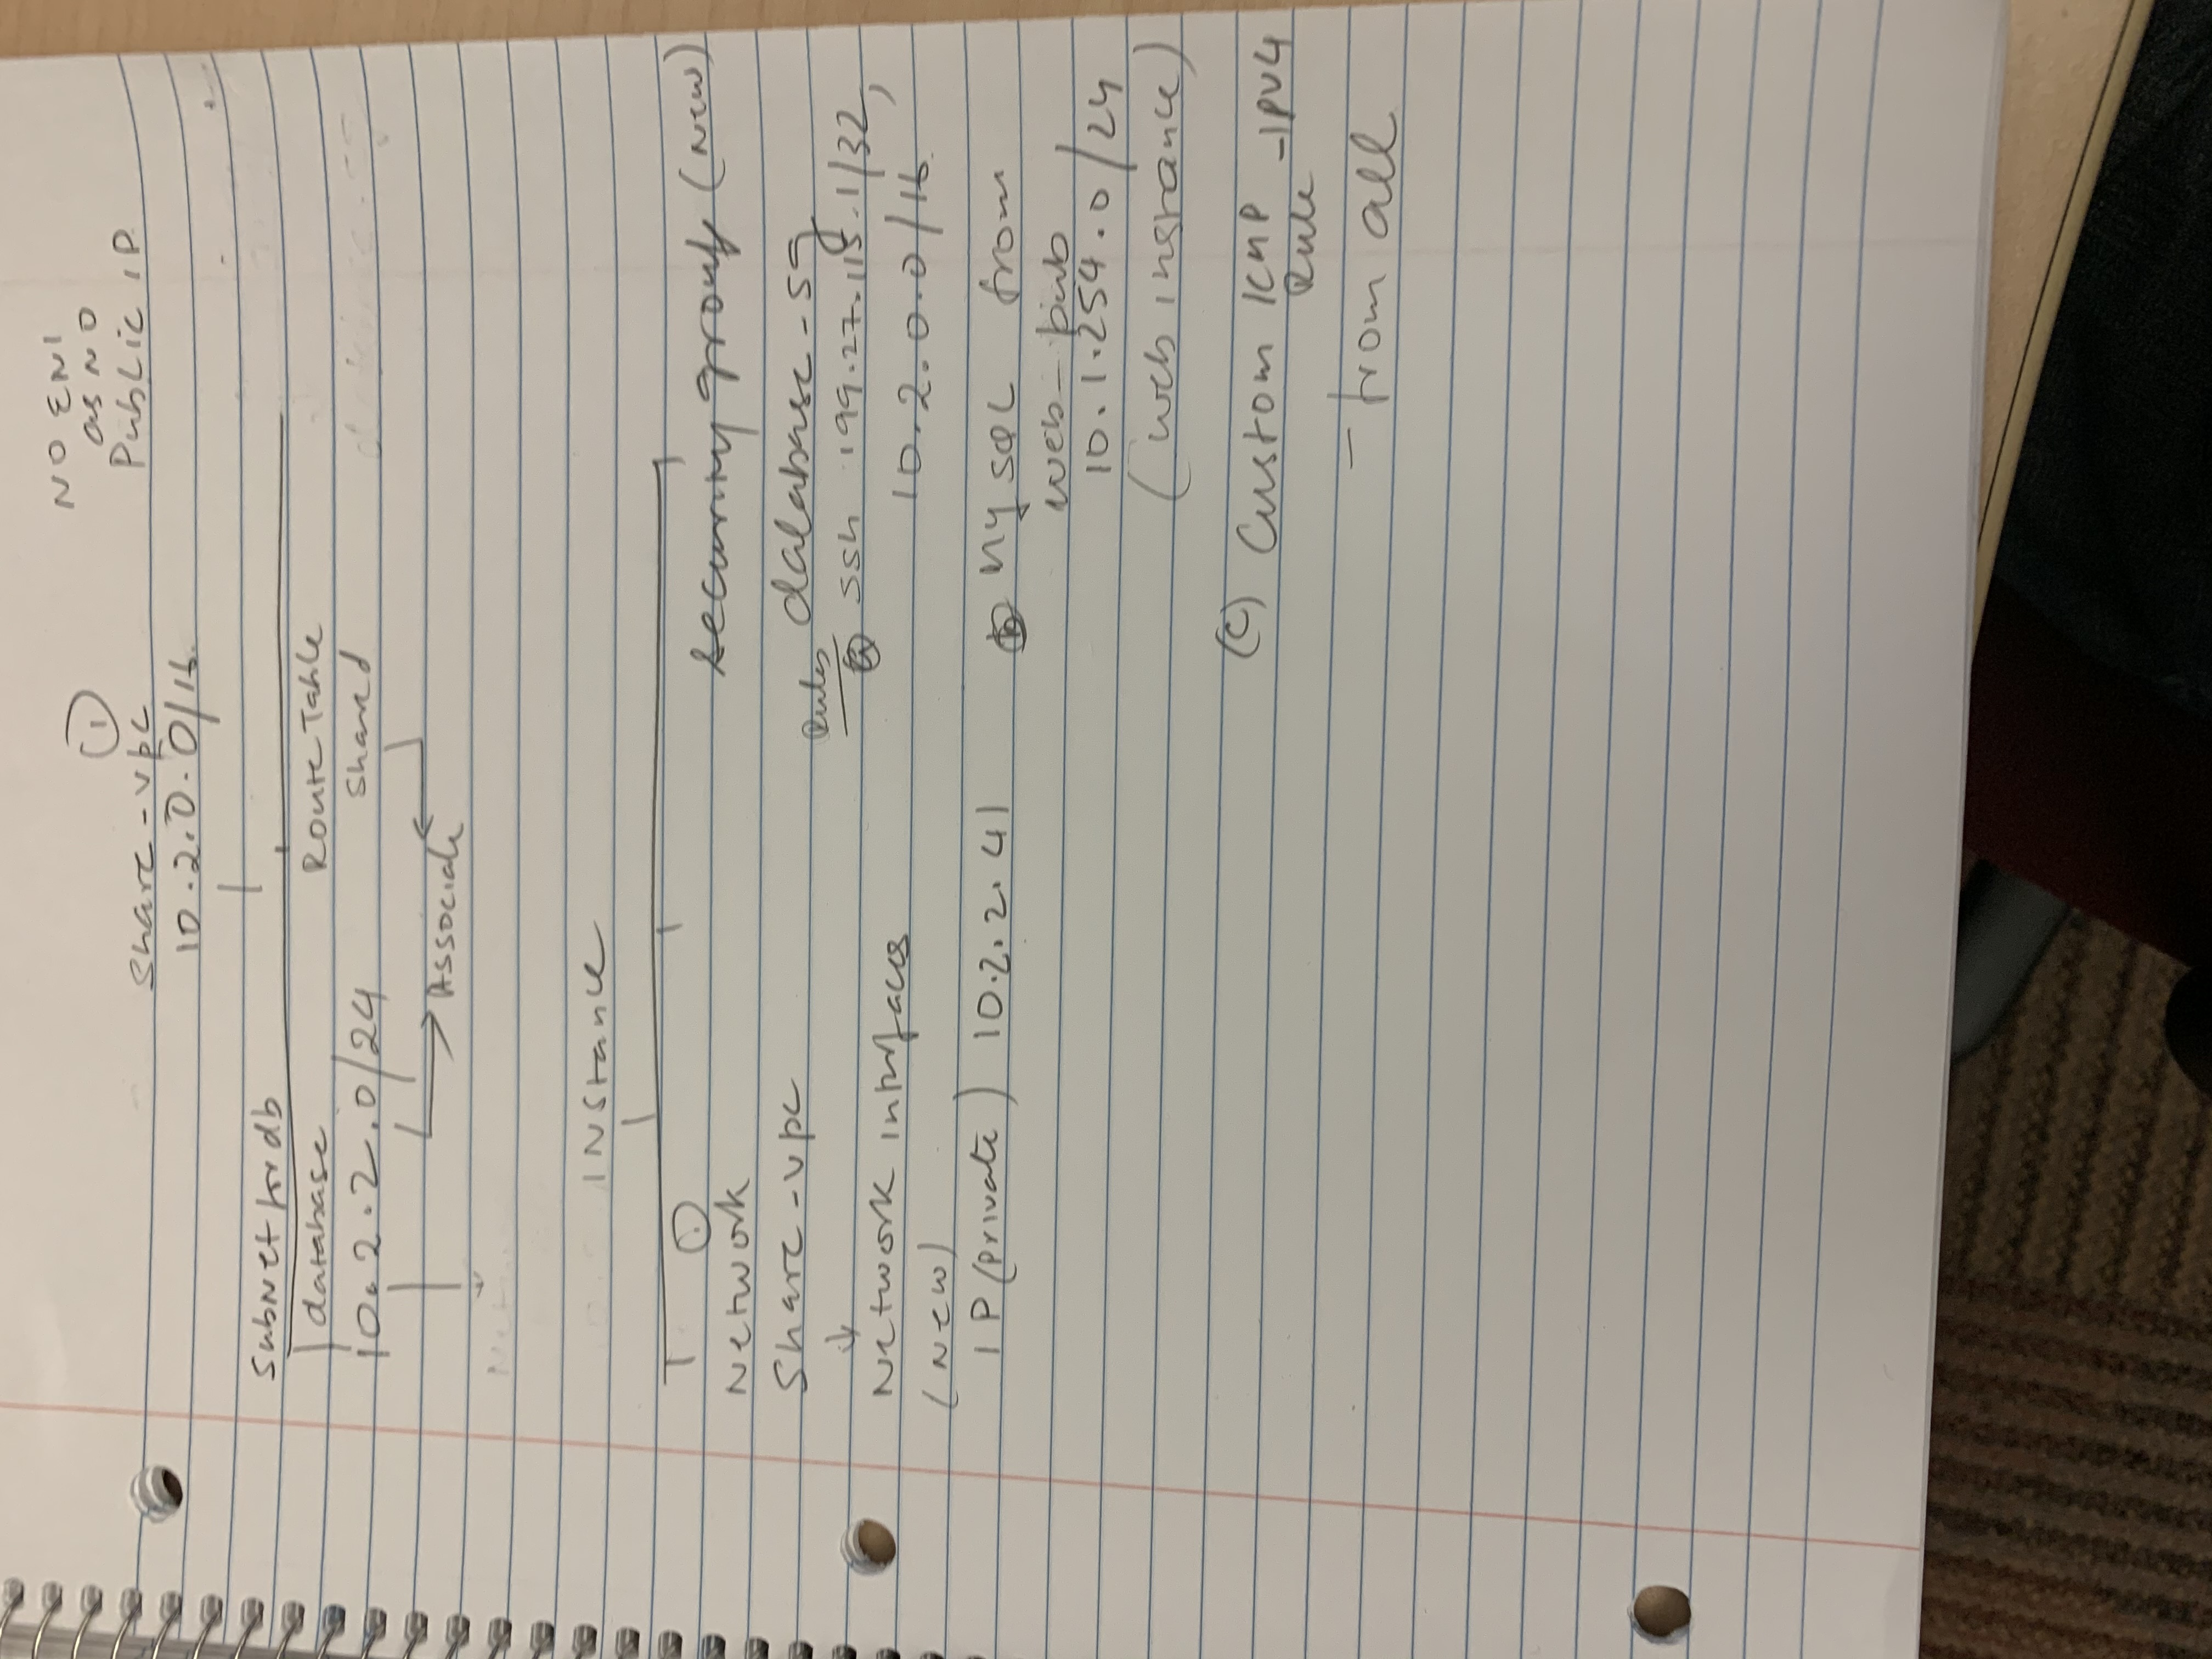 NO ENI
as NO
Public IP
1
Share-vpc
10.2.0.0/16
Subnet for db
database Route Table
10.2.2.0/24 Shared
Associate
INstance
1
Network
Share-vpc
Network interfaces
(New)
IP (private) 10.2.2.41
Security group (New)
database-sg
Rules
a ssh 199.27.115.1/32,
10.2.0.0/16
b My SQL from
web-pub
10.1.254.0/24
(web instance)
(c) Custom ICMP -IPV4
Rule
- from all